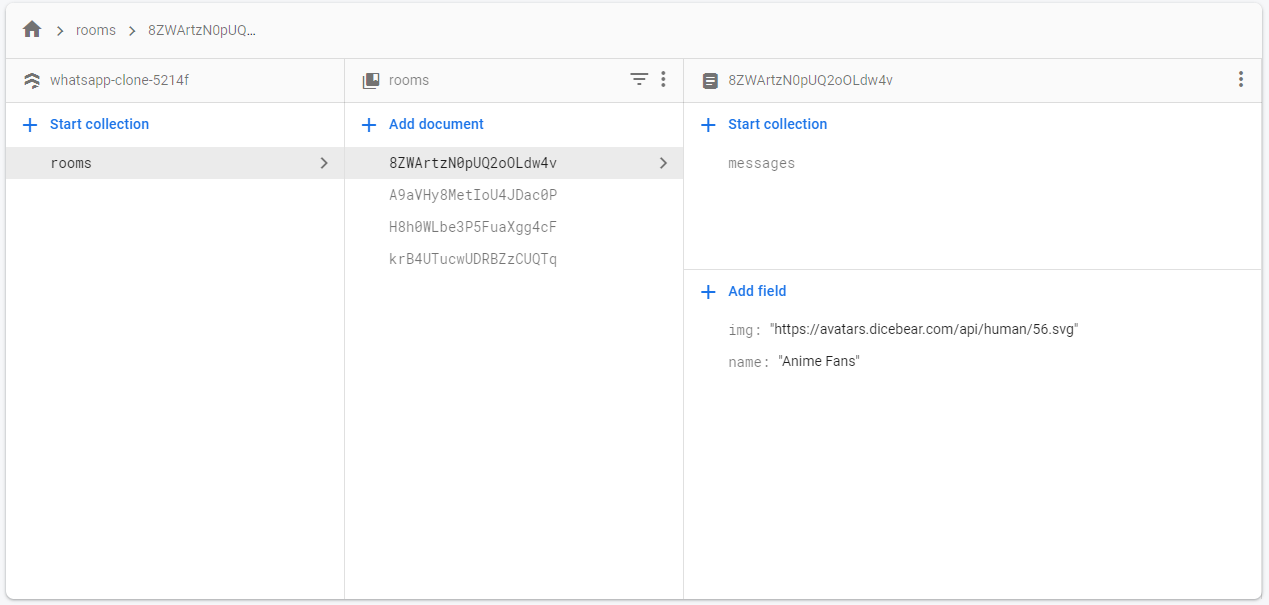 rooms > 8ZWArtzN0pUQ...
whatsapp-clone-5214f
rooms
8ZWArtzN0pUQ2oOLdw4v
Start collection
Add document
Start collection
rooms
8ZWArtzN0pUQ2oOLdw4v
messages
A9aVHy8MetIoU4JDac0P
H8h0WLbe3P5FuaXgg4cF
krB4UTucwUDRBZzCUQTq
Add field
img: "https://avatars.dicebear.com/api/human/56.svg"
name: "Anime Fans"